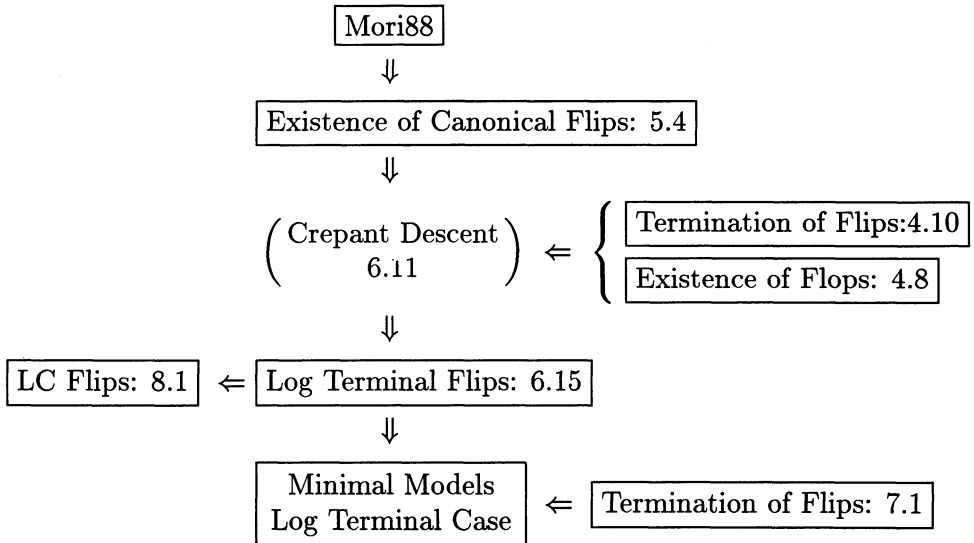 Mori88
⇓
Existence of Canonical Flips: 5.4
⇓
Crepant Descent
6.11
⇐
Termination of Flips:4.10
Existence of Flops: 4.8
⇓
LC Flips: 8.1 ⇐ Log Terminal Flips: 6.15
⇓
Minimal Models
Log Terminal Case
⇐ Termination of Flips: 7.1